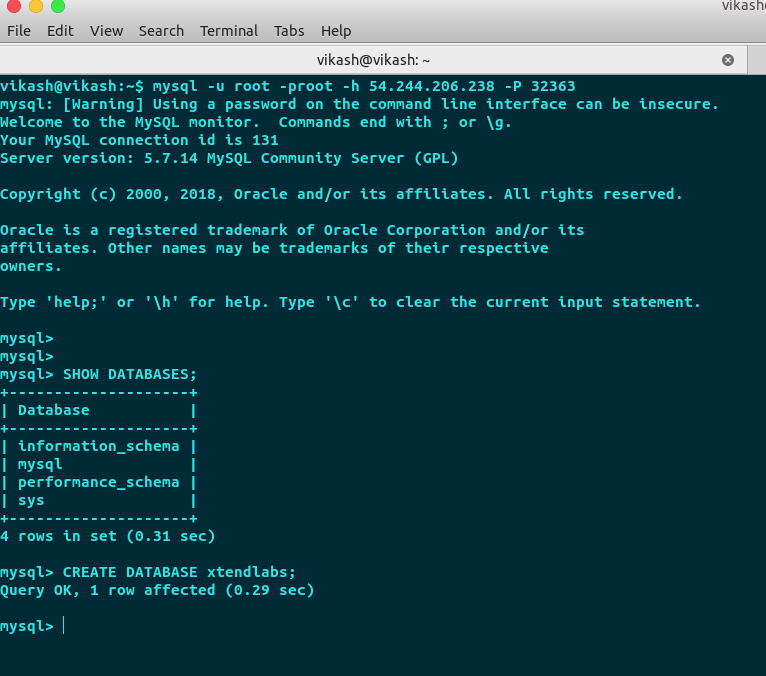 vikash@
File Edit View Search Terminal Tabs Help
vikash@vikash: ~
vikash@vikash:~$ mysql -u root -proot -h 54.244.206.238 -P 32363
mysql: [Warning] Using a password on the command line interface can be insecure.
Welcome to the MySQL monitor.  Commands end with ; or \g.
Your MySQL connection id is 131
Server version: 5.7.14 MySQL Community Server (GPL)

Copyright (c) 2000, 2018, Oracle and/or its affiliates. All rights reserved.

Oracle is a registered trademark of Oracle Corporation and/or its
affiliates. Other names may be trademarks of their respective
owners.

Type 'help;' or '\h' for help. Type '\c' to clear the current input statement.

mysql>
mysql>
mysql> SHOW DATABASES;
+--------------------+
| Database           |
+--------------------+
| information_schema |
| mysql              |
| performance_schema |
| sys                |
+--------------------+
4 rows in set (0.31 sec)

mysql> CREATE DATABASE xtendlabs;
Query OK, 1 row affected (0.29 sec)

mysql>